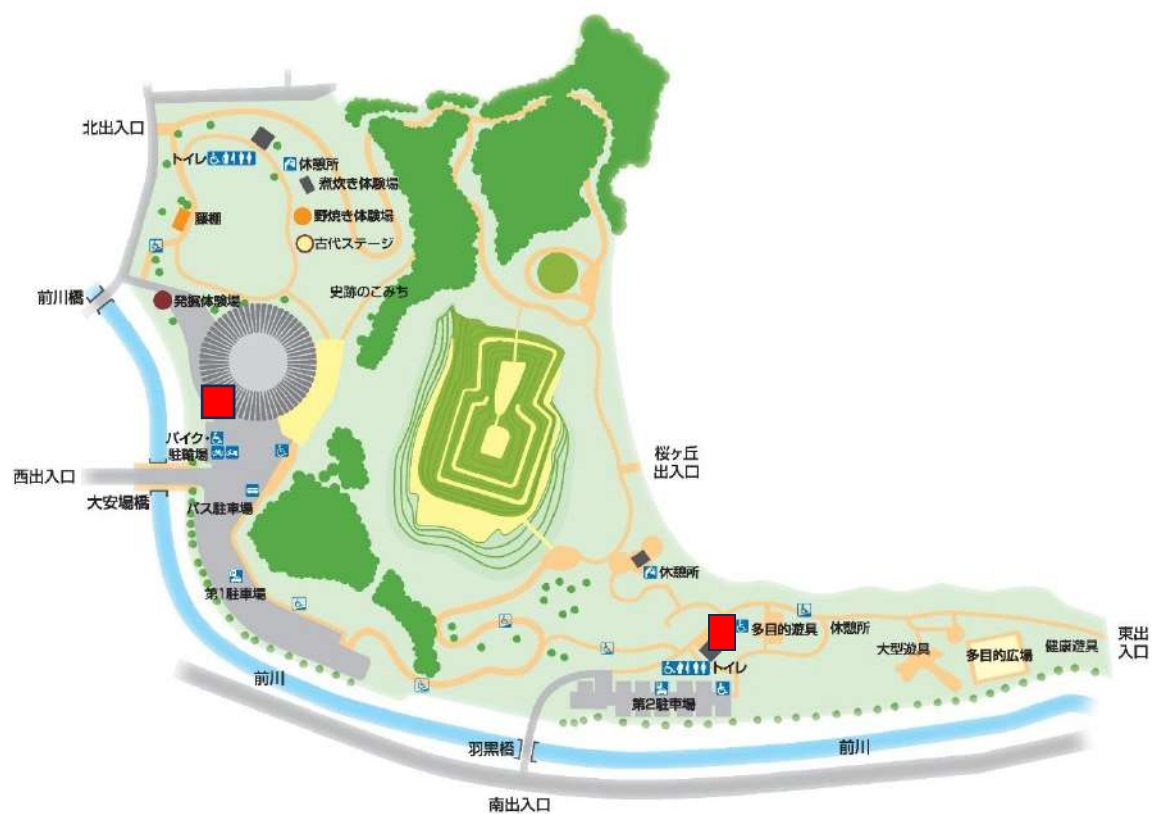 北出入口
トイレ
休憩所
煮炊き体験場
藤棚
野焼き体験場
古代ステージ
史跡のこみち
前川橋
発掘体験場
バイク・
駐輪場
西出入口
大安場橋
バス駐車場
桜ヶ丘
出入口
休憩所
第1駐車場
多目的遊具
休憩所
大型遊具
多目的広場
健康遊具
東出
入口
トイレ
第2駐車場
前川
羽黒橋
前川
南出入口